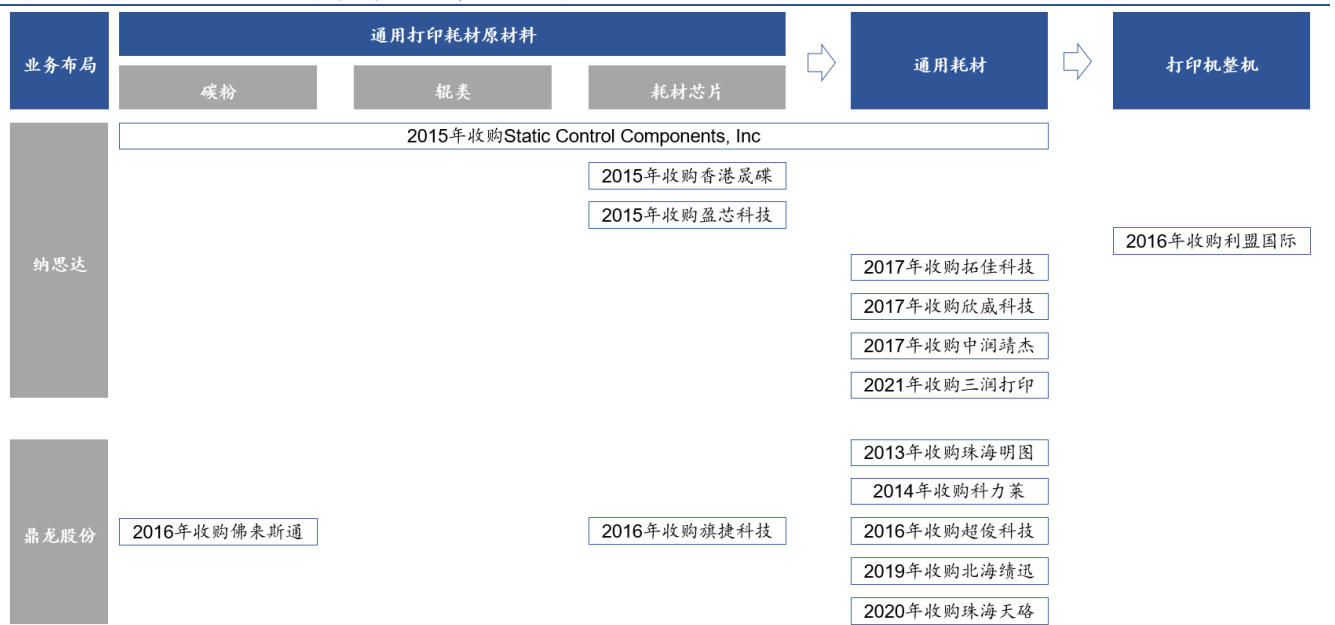 业务布局
通用打印耗材原材料
碳粉
辊类
耗材芯片
通用耗材
打印机整机
纳思达
2015年收购Static Control Components, Inc
2015年收购香港晟碟
2015年收购盈芯科技
2016年收购利盟国际
2017年收购拓佳科技
2017年收购欣威科技
2017年收购中润靖杰
2021年收购三润打印
鼎龙股份
2013年收购珠海明图
2014年收购科力莱
2016年收购佛来斯通
2016年收购旗捷科技
2016年收购超俊科技
2019年收购北海绩迅
2020年收购珠海天硌